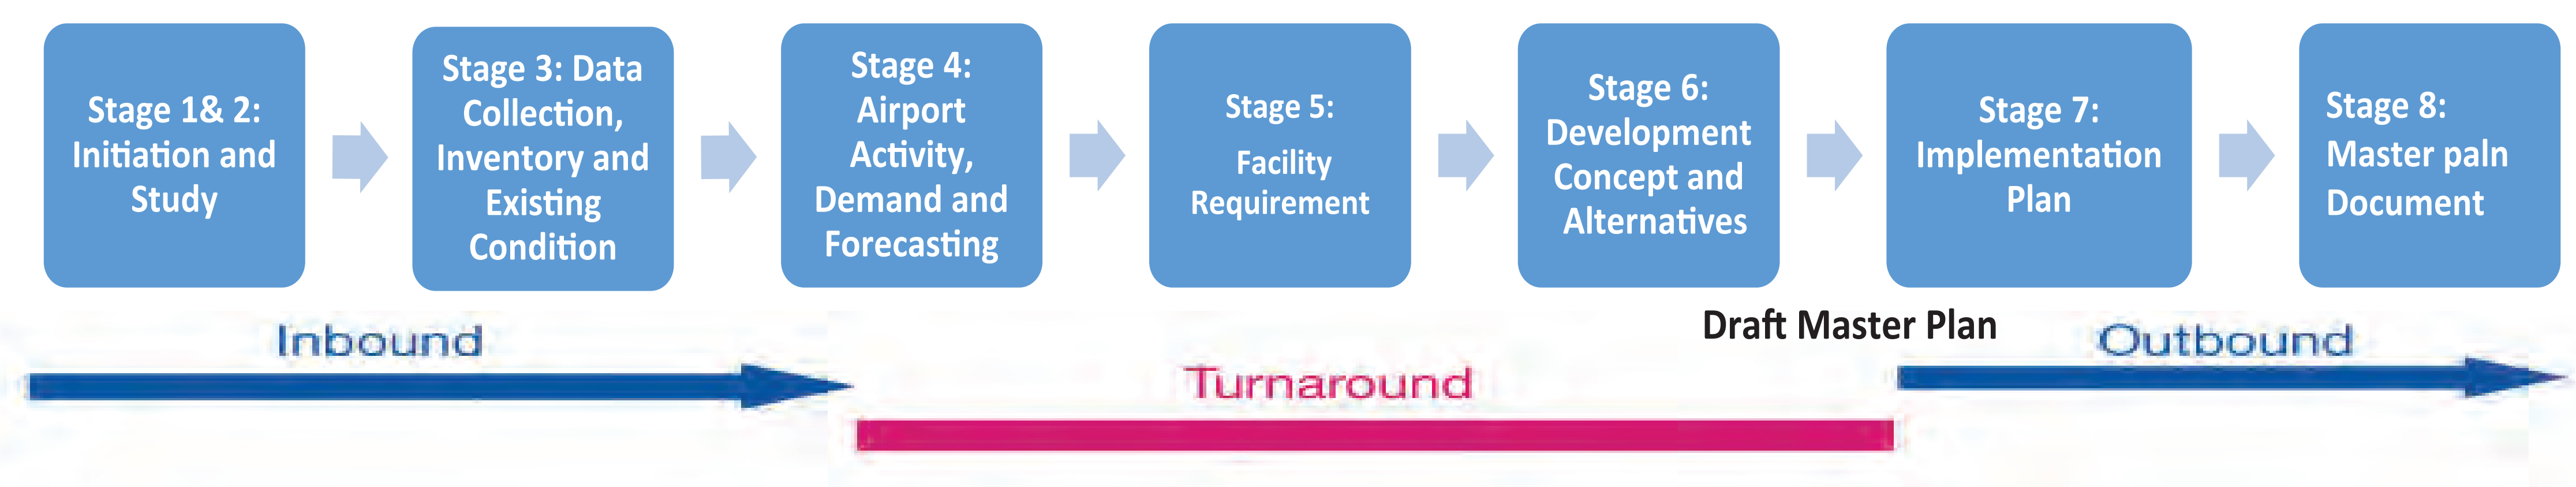 Stage 1& 2:
Initiation and
Study
Stage 3: Data
Collection,
Inventory and
Existing
Condition
Stage 4:
Airport
Activity,
Demand and
Forecasting
Stage 5:
Facility
Requirement
Stage 6:
Development
Concept and
Alternatives
Stage 7:
Implementation
Plan
Stage 8:
Master paln
Document
Inbound
Turnaround
Draft Master Plan
Outbound